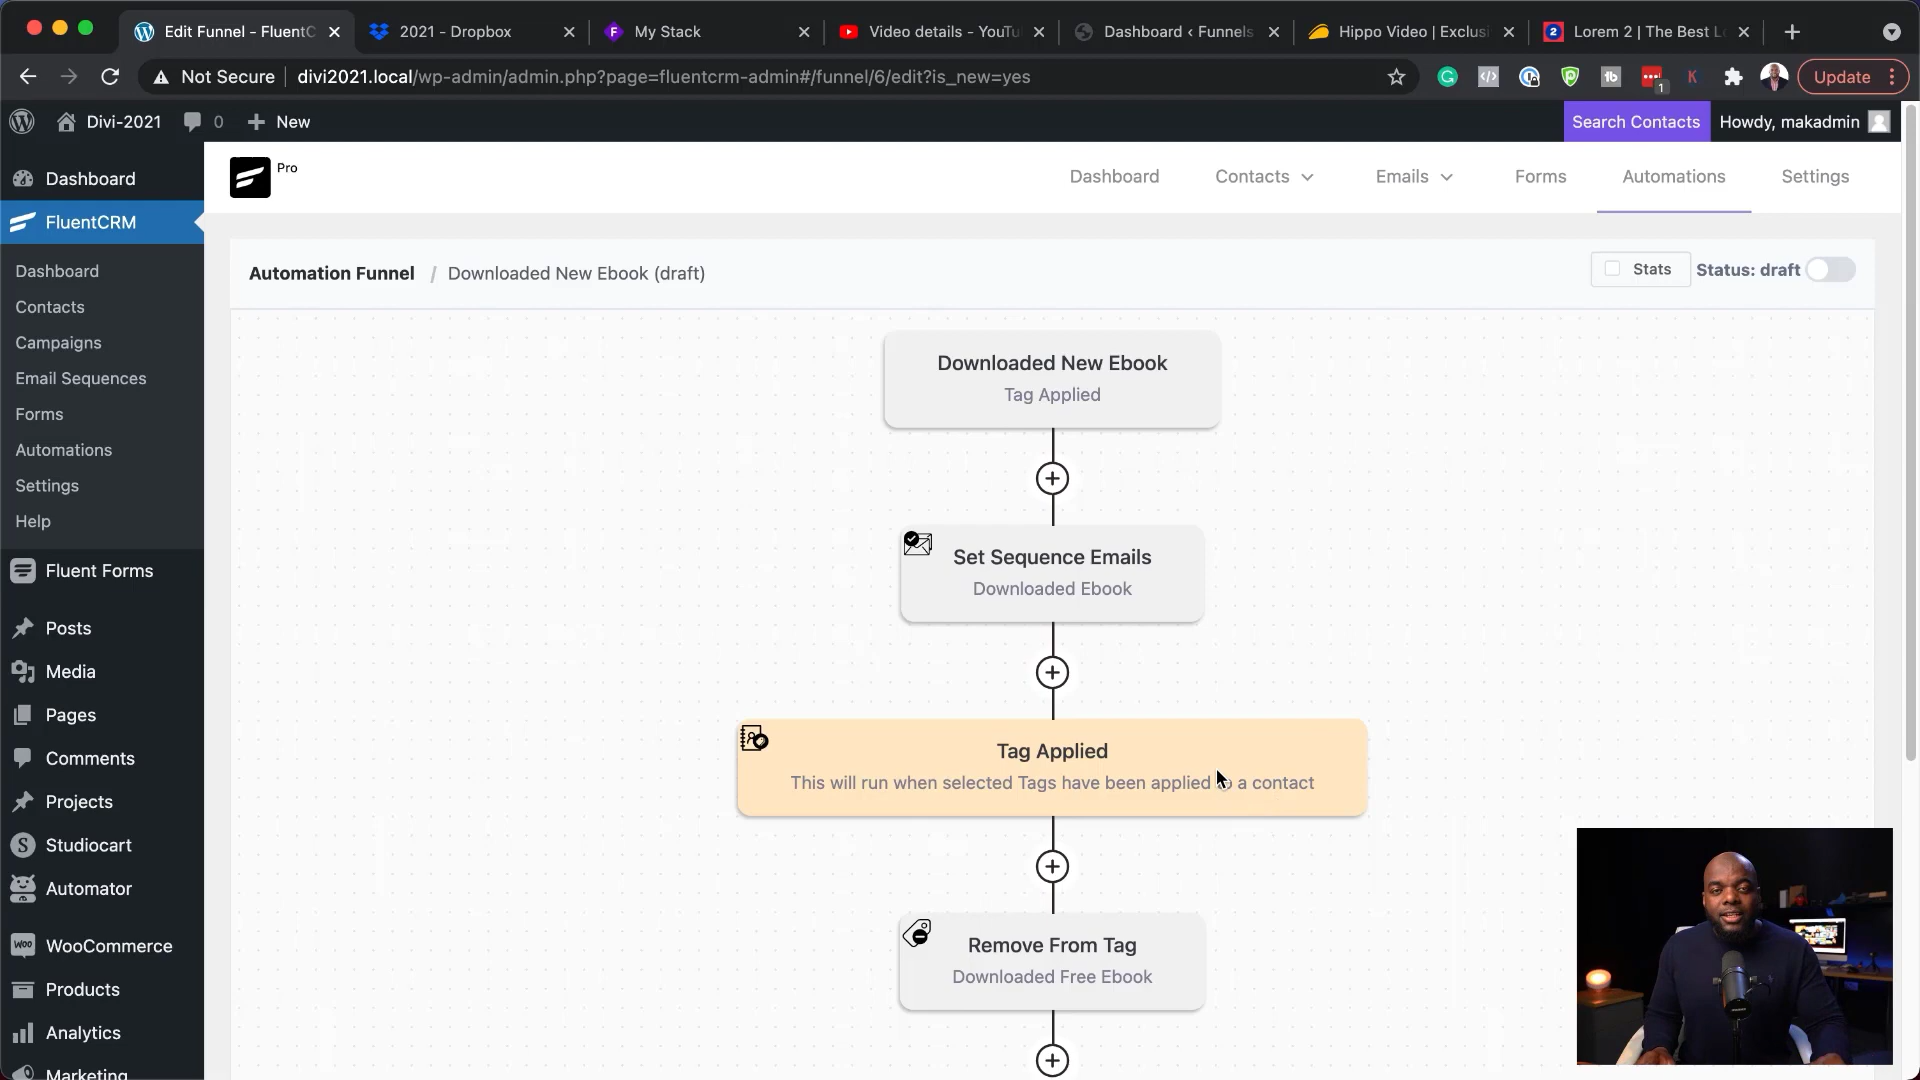 Edit Funnel - FluentC
2021 - Dropbox
My Stack
Video details - YouTu
Dashboard ‹ Funnels
Hippo Video | Exclusi
2
Lorem 2 | The Best L
Not Secure
divi2021.local/wp-admin/admin.php?page=fluentcrm-admin#/funnel/6/edit?is_new=yes
1
Update
Divi-2021
0
New
Search Contacts
Howdy, makadmin
Pro
Dashboard
Contacts
Emails
Forms
Automations
Settings
Dashboard
FluentCRM
Dashboard
Contacts
Campaigns
Email Sequences
Forms
Automations
Settings
Help
Fluent Forms
Posts
Media
Pages
Comments
Projects
Studiocart
Automator
WooCommerce
Products
Analytics
Marketing
Automation Funnel / Downloaded New Ebook (draft)
Stats
Status: draft
Downloaded New Ebook
Tag Applied
Set Sequence Emails
Downloaded Ebook
Tag Applied
This will run when selected Tags have been applied to a contact
Remove From Tag
Downloaded Free Ebook